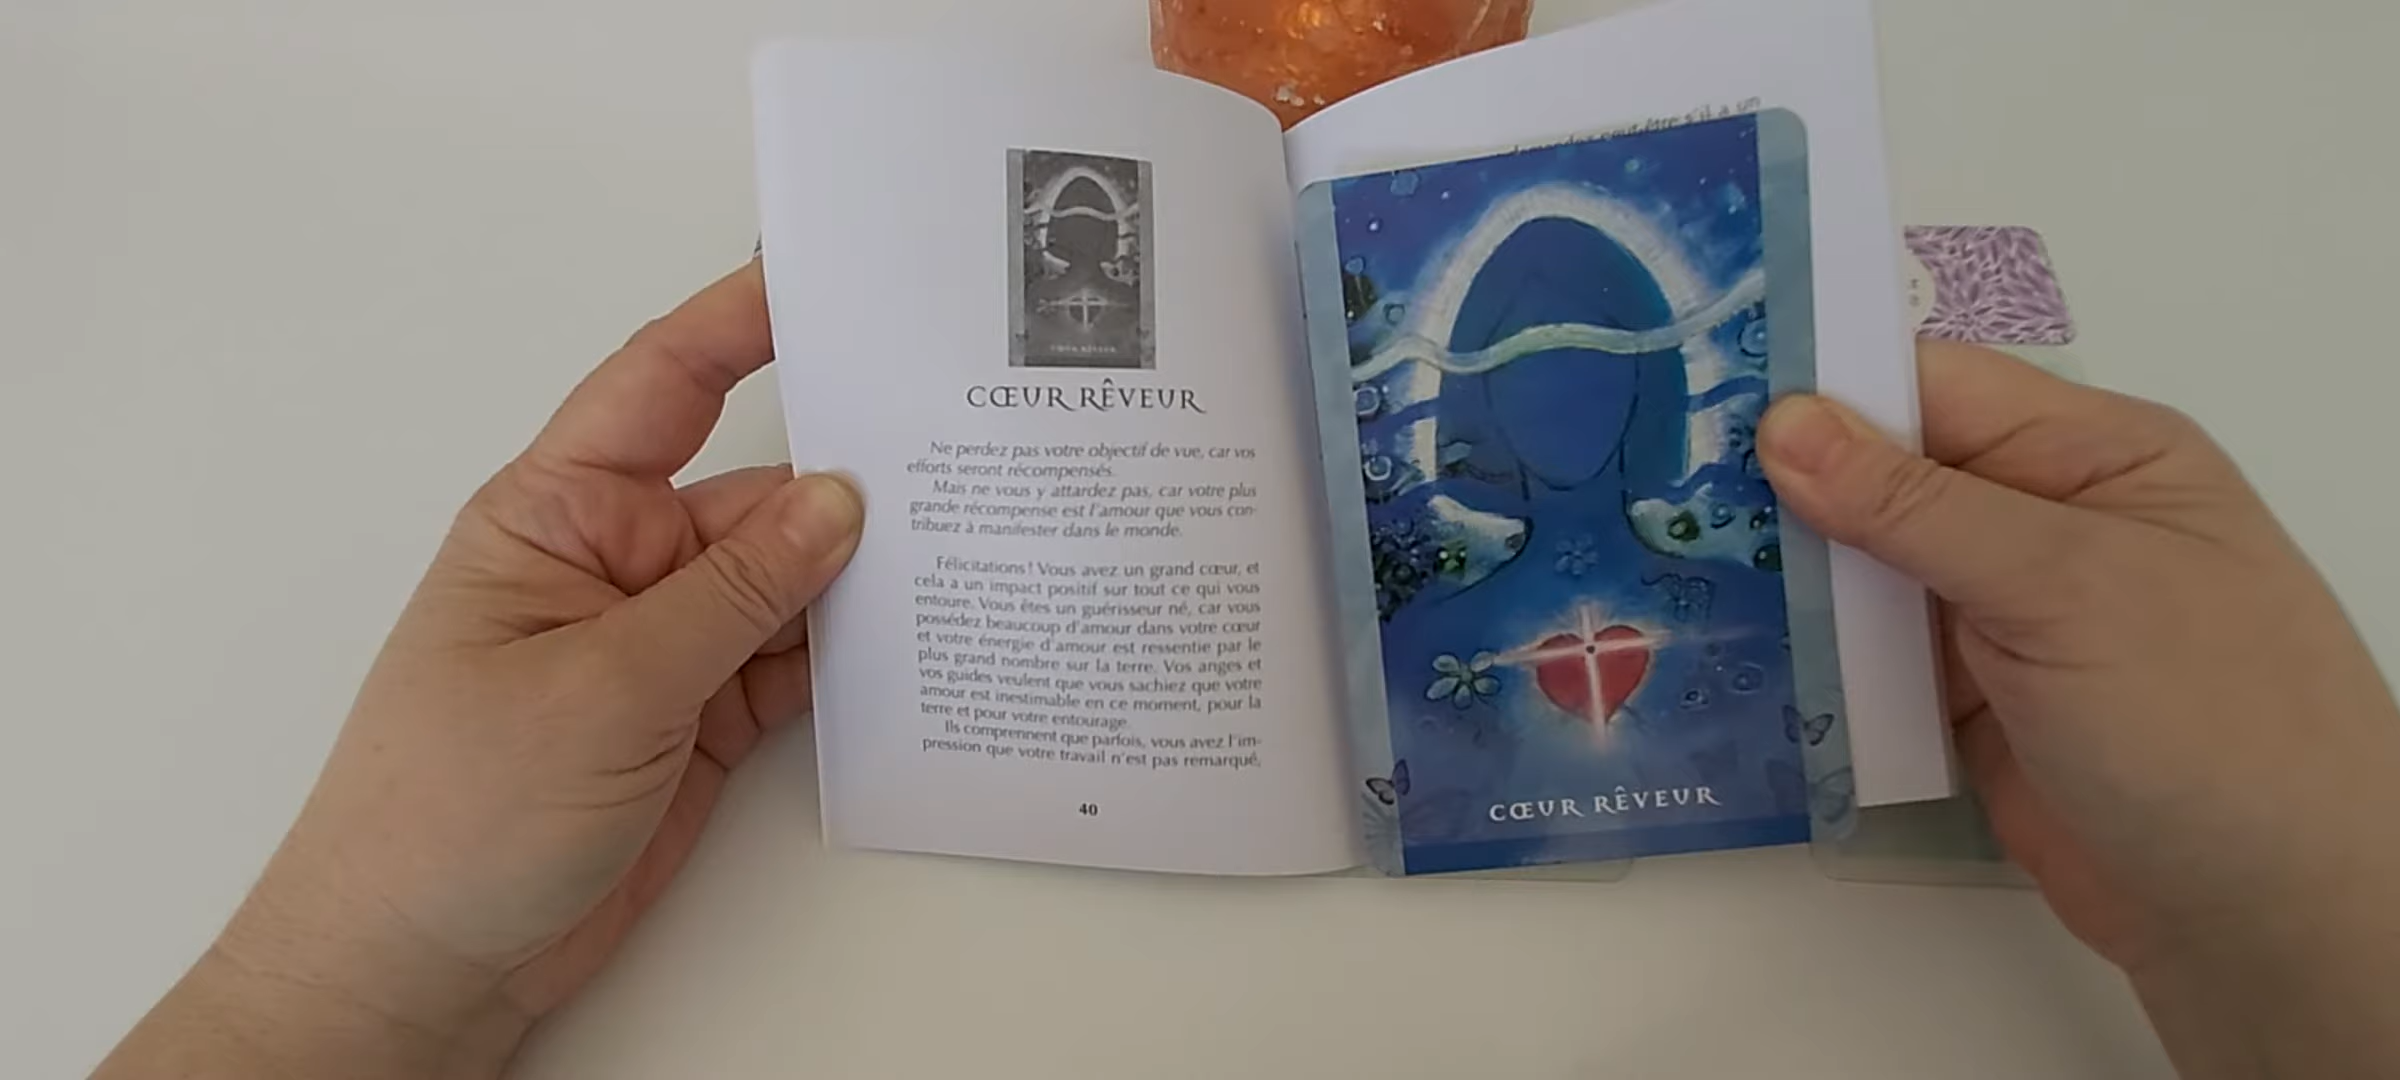 CŒUR RÊVEUR
CŒUR RÊVEUR
Ne perdez pas votre objectif de vue, car vos
efforts seront récompensés.
Mais ne vous y attardez pas, car votre plus
grande récompense est l'amour que vous con-
tribuez à manifester dans le monde.
Félicitations ! Vous avez un grand cœur, et
cela a un impact positif sur tout ce qui vous
entoure. Vous êtes un guérisseur né, car vous
possédez beaucoup d'amour dans votre cœur
et votre énergie d'amour est ressentie par le
plus grand nombre sur la terre. Vos anges et
vos guides veulent que vous sachiez que votre
amour est inestimable en ce moment, pour la
terre et pour votre entourage.
Ils comprennent que parfois, vous avez l'im-
pression que votre travail n'est pas remarqué,
40
peut-être s'il a un
CŒUR RÊVEUR